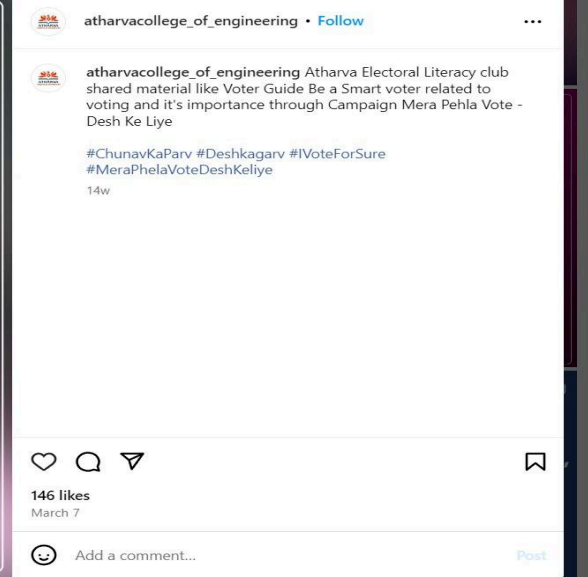 atharvacollege_of_engineering • Follow
atharvacollege_of_engineering Atharva Electoral Literacy club
shared material like Voter Guide Be a Smart voter related to
voting and it's importance through Campaign Mera Pehla Vote -
Desh Ke Liye
#ChunavKaParv #Deshkagarv #IVoteForSure
#MeraPhelaVoteDeshKeliye
14w
146 likes
March 7
Add a comment...
Post